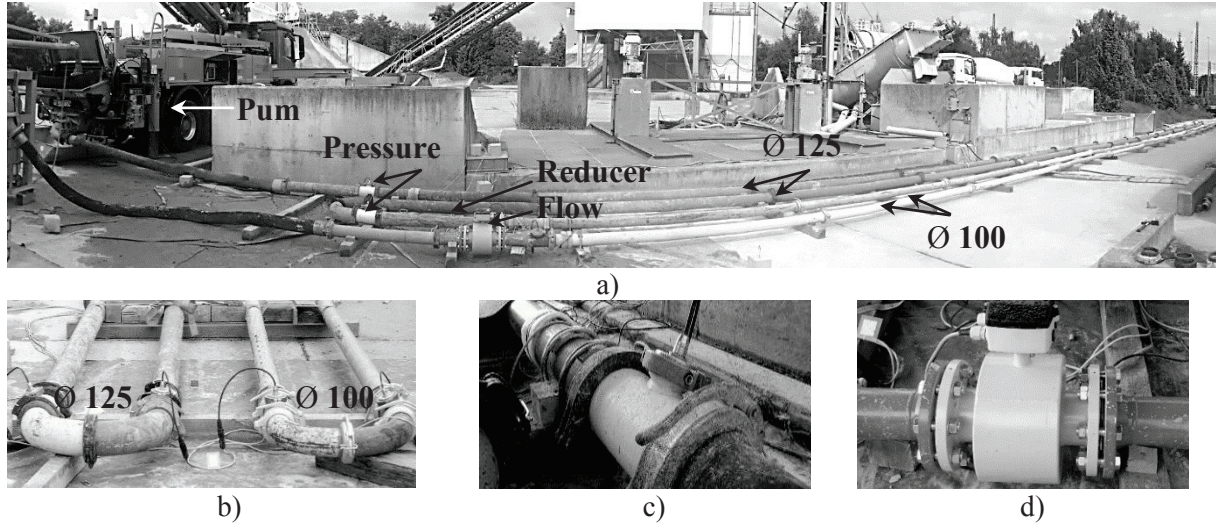 Pum
Pressure
Ø 125
Reducer
Flow
Ø 100
a)
Ø 125
Ø 100
b)
c)
d)